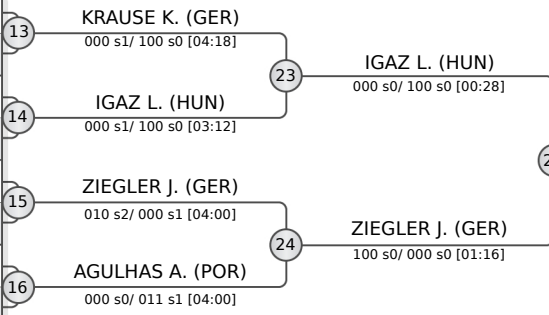 13
KRAUSE K. (GER)
000 s1/ 100 s0 [04:18]
23
IGAZ L. (HUN)
000 s0/ 100 s0 [00:28]
14
IGAZ L. (HUN)
000 s1/ 100 s0 [03:12]
15
ZIEGLER J. (GER)
010 s2/ 000 s1 [04:00]
24
ZIEGLER J. (GER)
100 s0/ 000 s0 [01:16]
16
AGULHAS A. (POR)
000 s0/ 011 s1 [04:00]